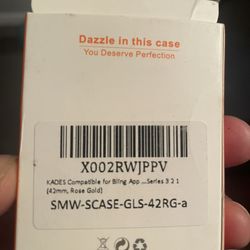 Dazzle in this case
You Deserve Perfection
X002RWJPPV
KADES Compatible for Bling App ...Series 3 2 1
(42mm, Rose Gold)
SMW-SCASE-GLS-42RG-a